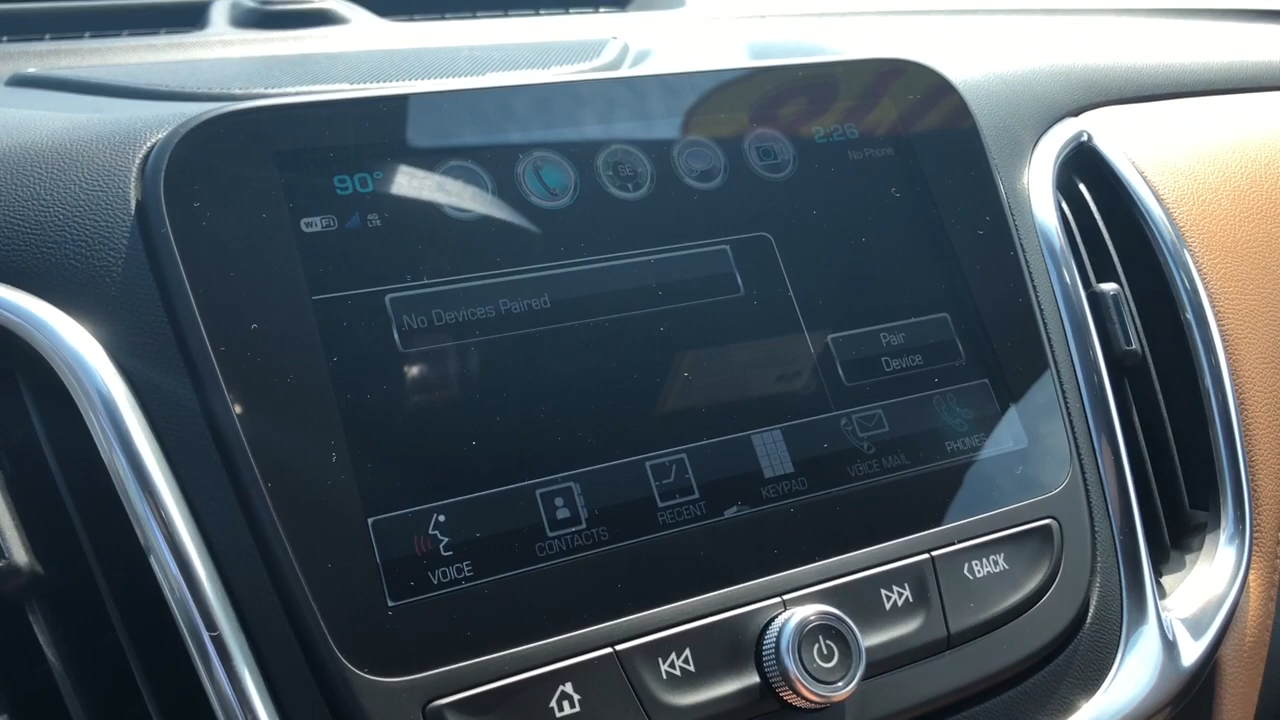 90°
SE
2:26
No Phone
WiFi
4G
LTE
No Devices Paired
Pair
Device
VOICE
CONTACTS
RECENT
KEYPAD
VOICE MAIL
PHONES
BACK